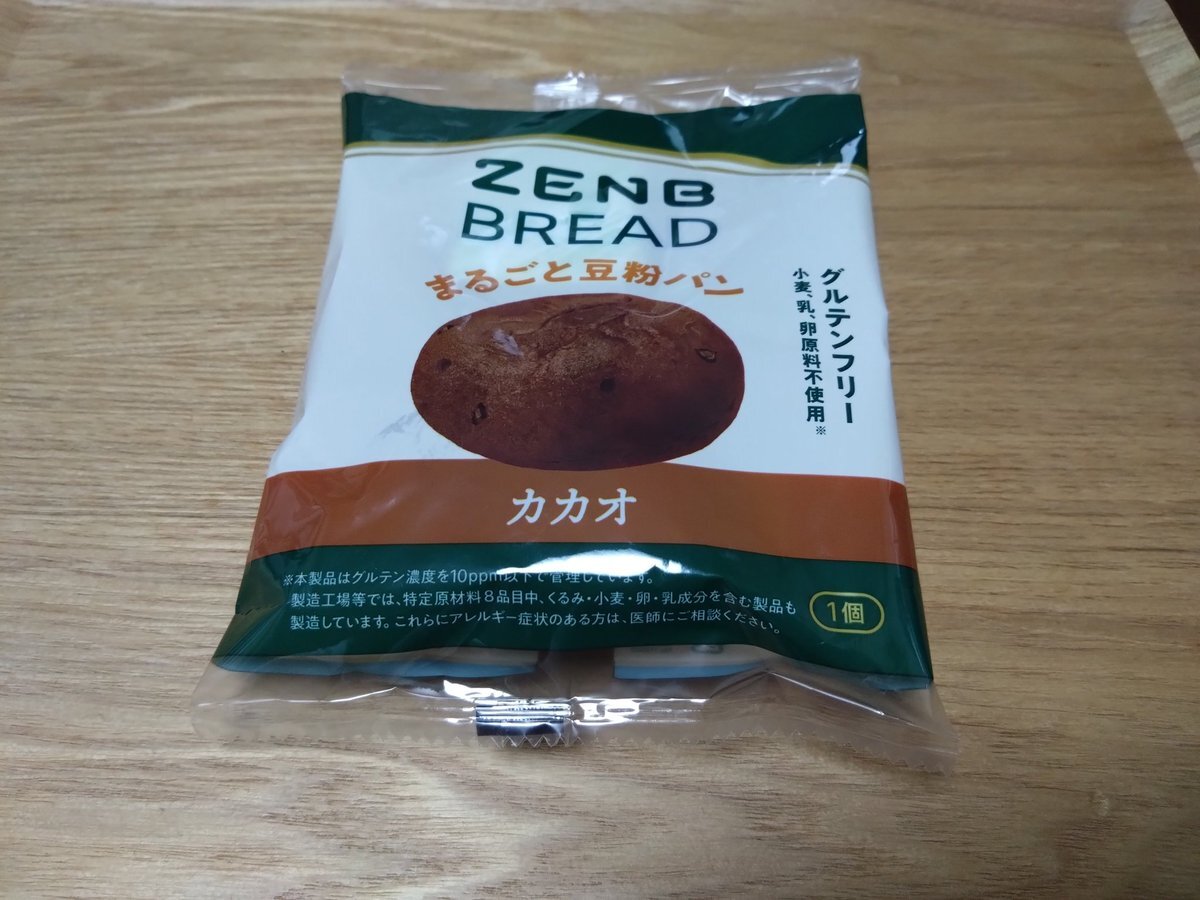 ZENB
BREAD
まるごと豆粉パン
グルテンフリー
小麦、乳、卵原料不使用※
カカオ
※本製品はグルテン濃度を10ppm以下で管理しています。
製造工場等では、特定原材料8品目中、くるみ・小麦・卵・乳成分を含む製品も
製造しています。これらにアレルギー症状のある方は、医師にご相談ください。
1個